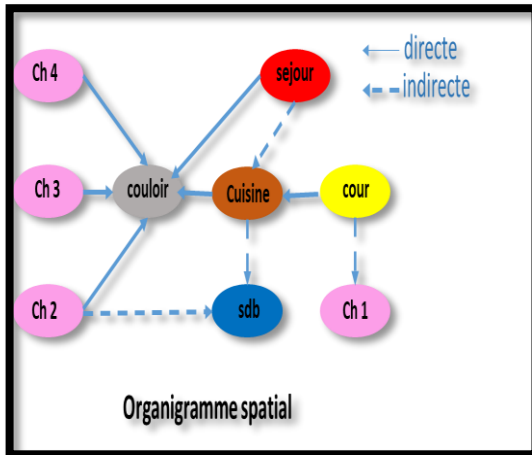 Ch 4
sejour
directe
indirecte
Ch 3
couloir
Cuisine
cour
Ch 2
sdb
Ch 1
Organigramme spatial